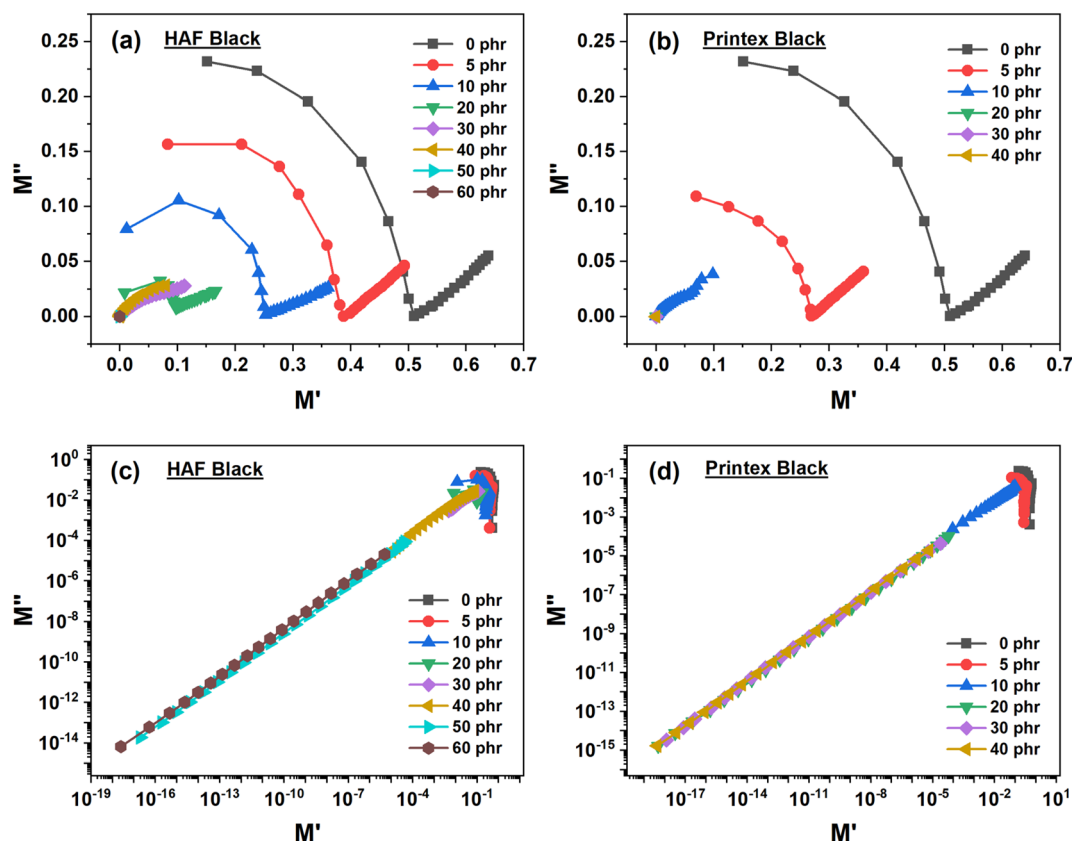 (a) HAF Black
0 phr
5 phr
10 phr
20 phr
30 phr
40 phr
50 phr
60 phr
0.25
0.20
0.15
0.10
0.05
0.00
M''
0.0 0.1 0.2 0.3 0.4 0.5 0.6 0.7
M'
(b) Printex Black
0 phr
5 phr
10 phr
20 phr
30 phr
40 phr
0.25
0.20
0.15
0.10
0.05
0.00
M''
0.0 0.1 0.2 0.3 0.4 0.5 0.6 0.7
M'
(c) HAF Black
10⁰
10⁻²
10⁻⁴
10⁻⁶
10⁻⁸
10⁻¹⁰
10⁻¹²
10⁻¹⁴
M''
0 phr
5 phr
10 phr
20 phr
30 phr
40 phr
50 phr
60 phr
10⁻¹⁹ 10⁻¹⁶ 10⁻¹³ 10⁻¹⁰ 10⁻⁷ 10⁻⁴ 10⁻¹
M'
(d) Printex Black
10⁻¹
10⁻³
10⁻⁵
10⁻⁷
10⁻⁹
10⁻¹¹
10⁻¹³
10⁻¹⁵
M''
0 phr
5 phr
10 phr
20 phr
30 phr
40 phr
10⁻¹⁷ 10⁻¹⁴ 10⁻¹¹ 10⁻⁸ 10⁻⁵ 10⁻² 10¹
M'